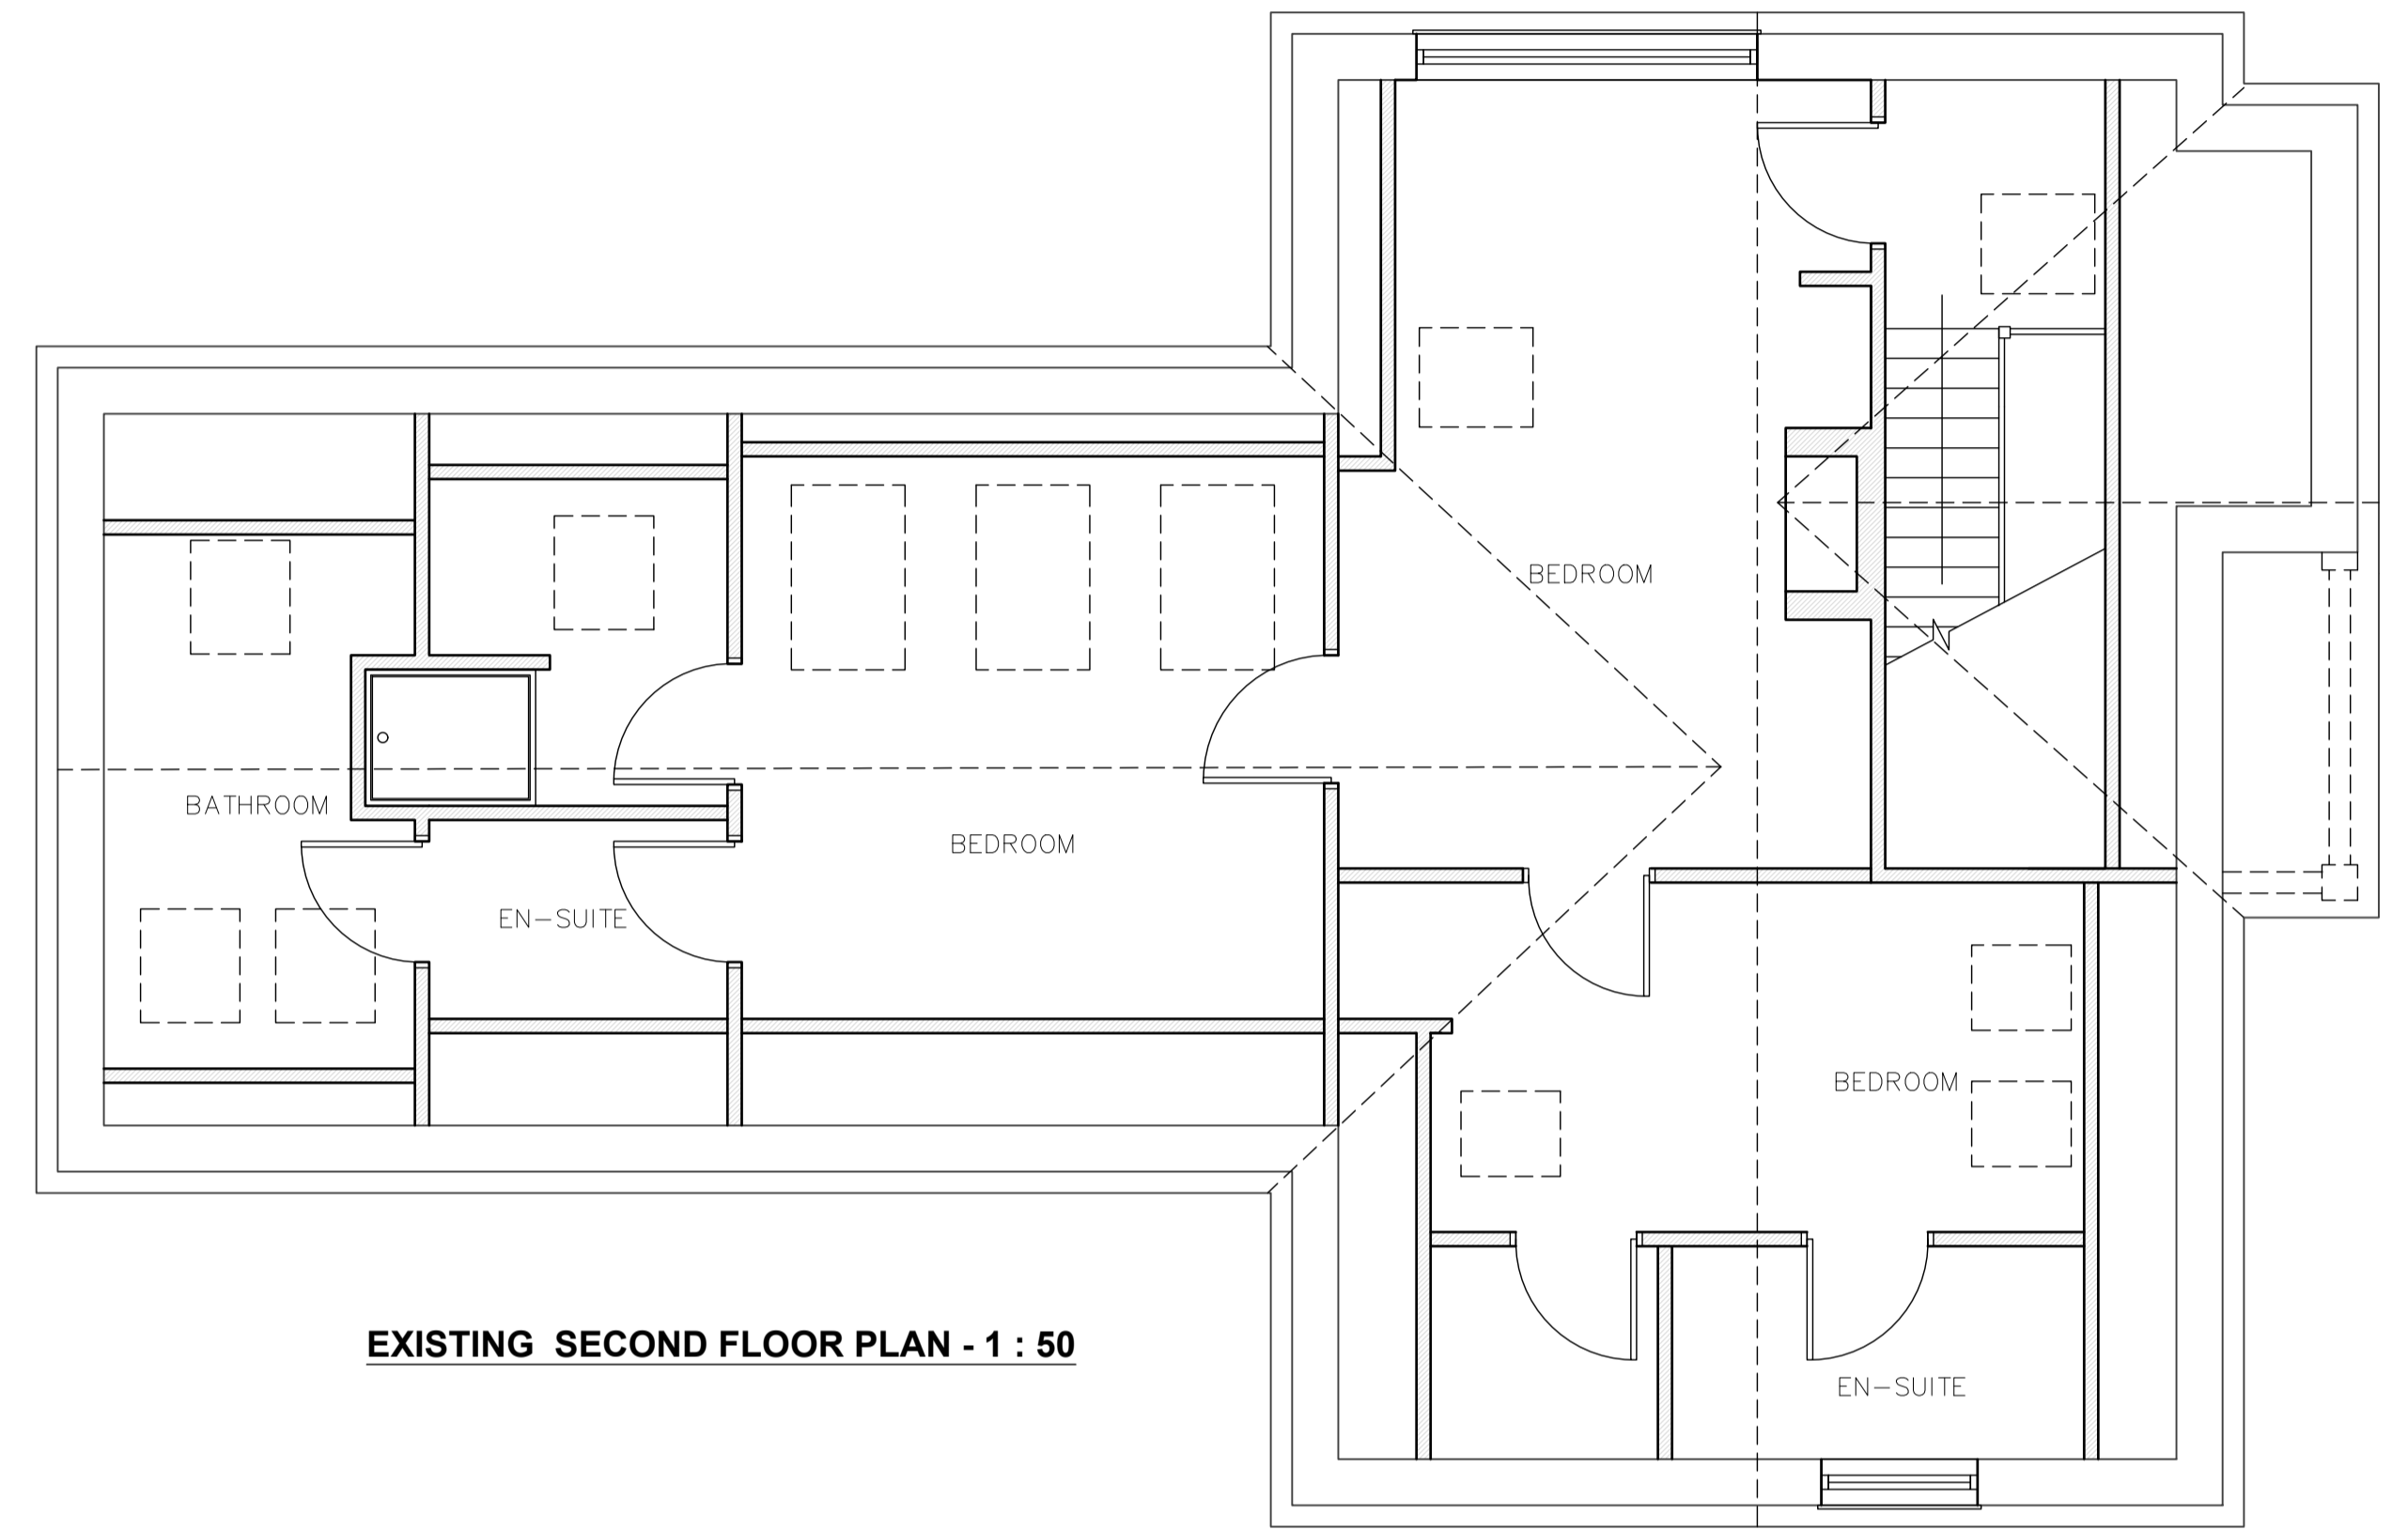 BEDROOM
BATHROOM
BEDROOM
EN-SUITE
BEDROOM
EXISTING SECOND FLOOR PLAN - 1 : 50
EN-SUITE